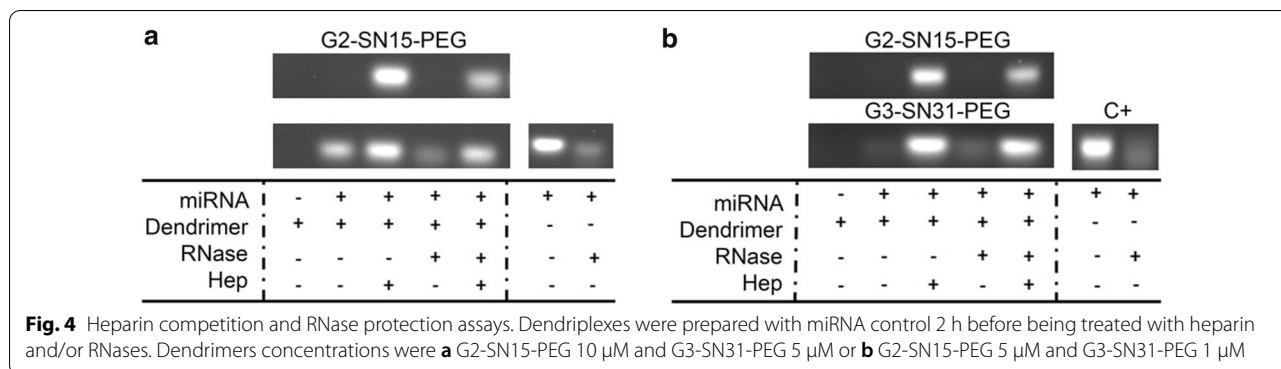 a
b
G2-SN15-PEG
G2-SN15-PEG
G3-SN31-PEG
C+
miRNA - + + + + + +
Dendrimer + + + + + - -
RNase - - - + + - +
Hep - - + - + - -
miRNA - + + + + + +
Dendrimer + + + + + - -
RNase - - - + + - +
Hep - - + - + - -
Fig. 4 Heparin competition and RNase protection assays. Dendriplexes were prepared with miRNA control 2 h before being treated with heparin
and/or RNases. Dendrimers concentrations were a G2-SN15-PEG 10 µM and G3-SN31-PEG 5 µM or b G2-SN15-PEG 5 µM and G3-SN31-PEG 1 µM